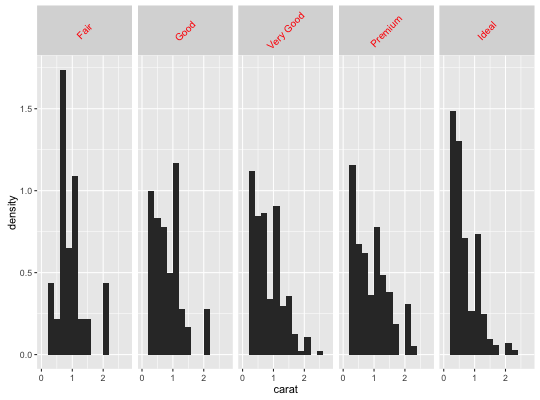 Fair
Good
Very Good
Premium
Ideal
density
1.5
1.0
0.5
0.0
0 1 2
0 1 2
0 1 2
0 1 2
0 1 2
carat